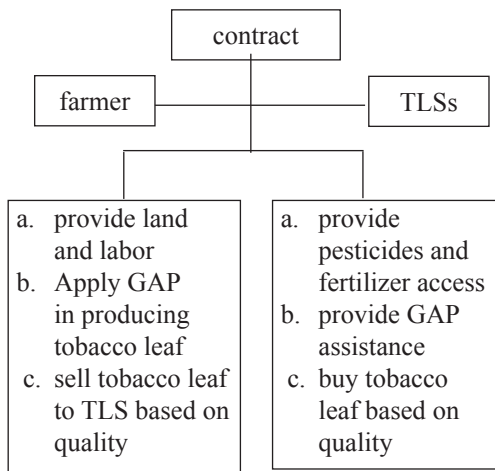 contract
farmer
TLSs
a. provide land
and labor
b. Apply GAP
in producing
tobacco leaf
c. sell tobacco leaf
to TLS based on
quality
a. provide
pesticides and
fertilizer access
b. provide GAP
assistance
c. buy tobacco
leaf based on
quality